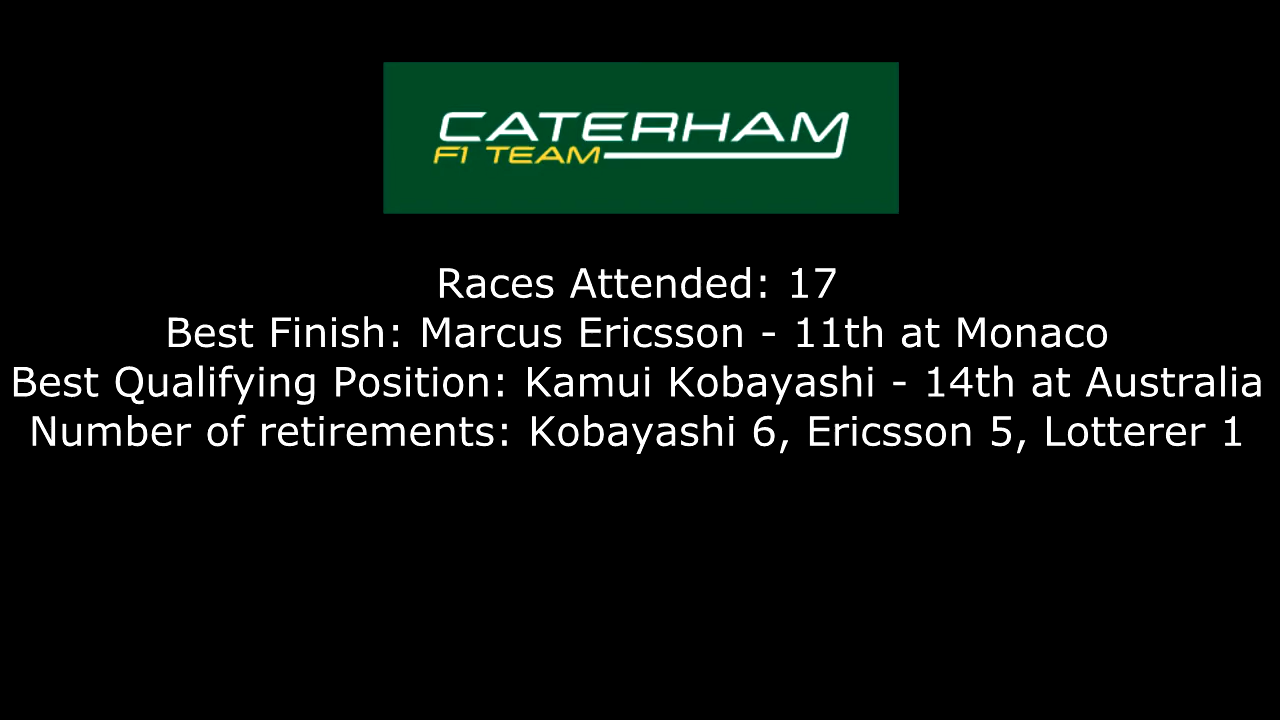 CATERHAM
F1 TEAM
Races Attended: 17
Best Finish: Marcus Ericsson - 11th at Monaco
Best Qualifying Position: Kamui Kobayashi - 14th at Australia
Number of retirements: Kobayashi 6, Ericsson 5, Lotterer 1